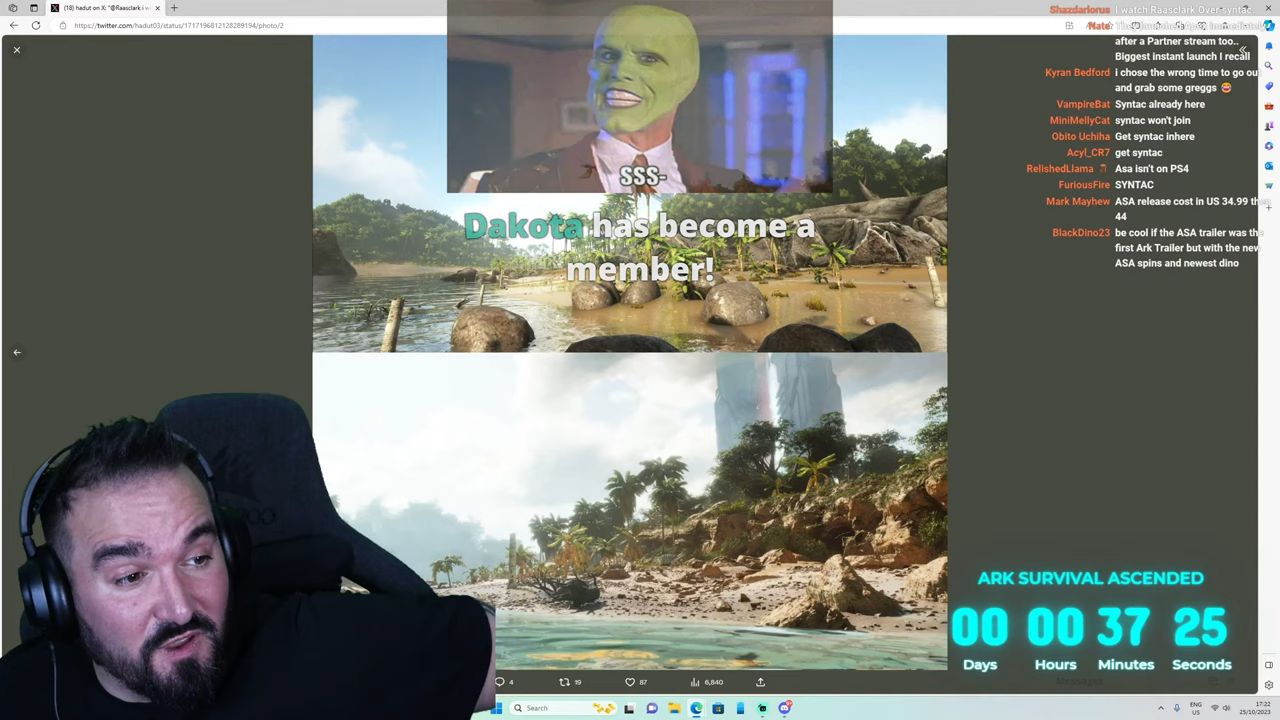 (18) hadut on X: "@Raasclark i w
https://twitter.com/hadut03/status/1717196812128289194/photo/2
SSS-
Dakota has become a
member!
Shazdariorus I watch Raasclark Over syntac
Nate
after a Partner stream too..
Biggest instant launch I recall
Kyran Bedford i chose the wrong time to go out
and grab some greggs
VampireBat Syntac already here
MiniMellyCat syntac won't join
Obito Uchiha Get syntac inhere
Acyl_CR7 get syntac
RelishedLlama Asa isn't on PS4
FuriousFire SYNTAC
Mark Mayhew ASA release cost in US 34.99 then
44
BlackDino23 be cool if the ASA trailer was the
first Ark Trailer but with the new
ASA spins and newest dino
ARK SURVIVAL ASCENDED
00 00 37 25
Days Hours Minutes Seconds
4 19 87 6,840
Messages
Search
ENG
US
17:22
25/10/2023